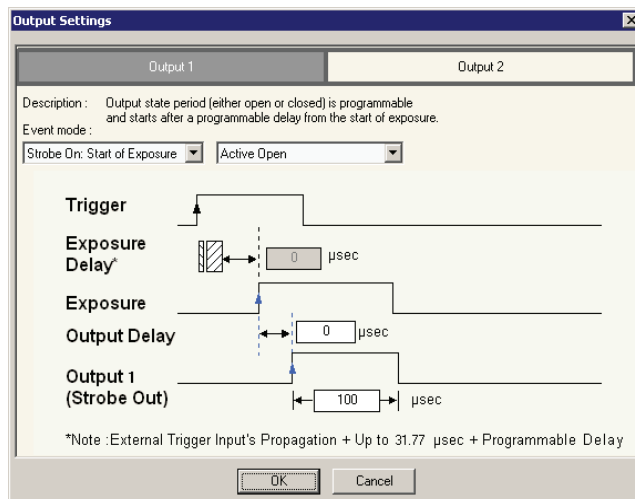 Output Settings
Output 1
Output 2
Description : Output state period (either open or closed) is programmable
and starts after a programmable delay from the start of exposure.
Event mode :
Strobe On: Start of Exposure
Active Open
Trigger
Exposure
Delay*
0 µsec
Exposure
Output Delay
0 µsec
Output 1
(Strobe Out)
100 µsec
*Note :External Trigger Input's Propagation + Up to 31.77 µsec + Programmable Delay
OK
Cancel